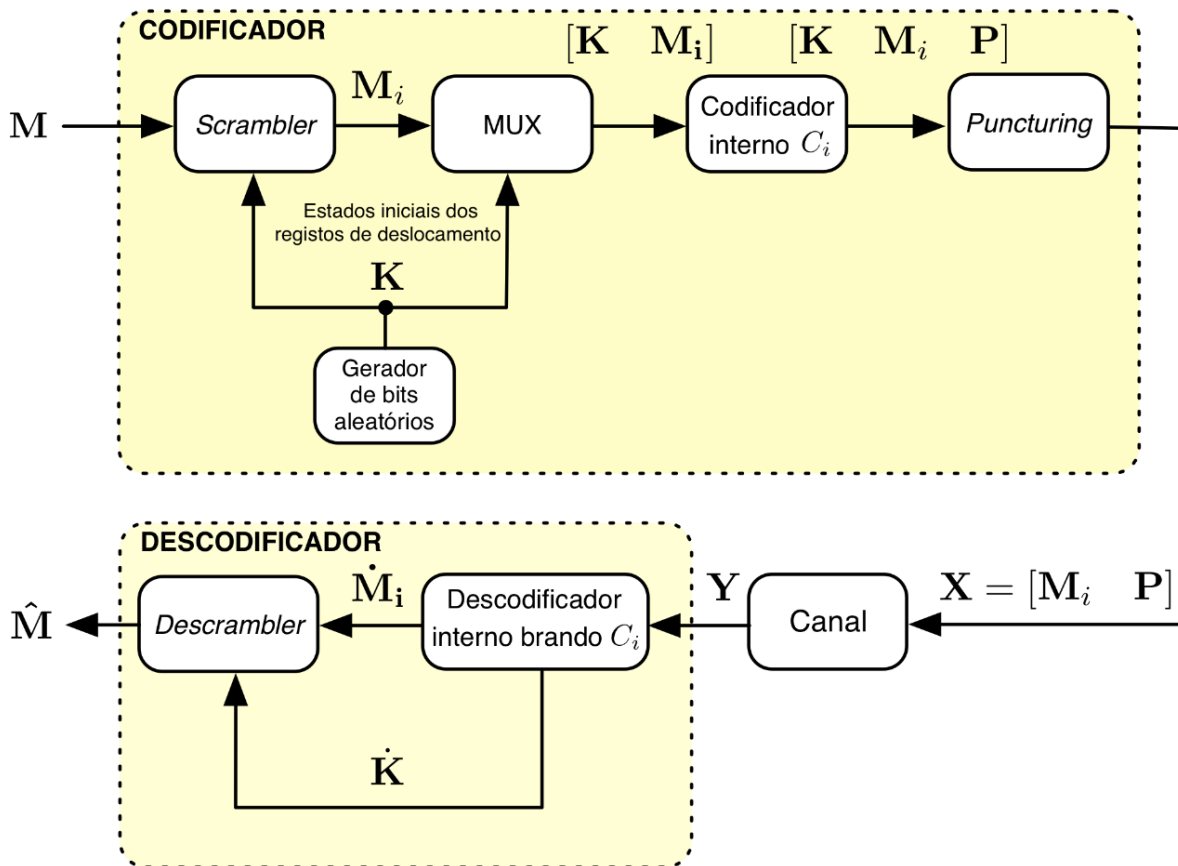 CODIFICADOR
[K M_i] [K M_i P]
M
Scrambler
M_i
MUX
Codificador
interno C_i
Puncturing
Estados iniciais dos
registos de deslocamento
K
Gerador
de bits
aleatórios
DESCODIFICADOR
M̂
Descrambler
Ṁ_i
Descodificador
interno brando C_i
Y
Canal
X = [M_i P]
K̇